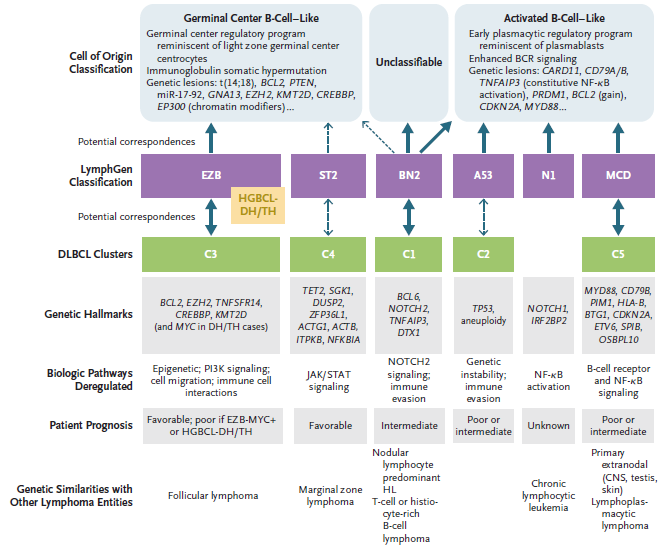 Germinal Center B-Cell–Like
Germinal center regulatory program
reminiscent of light zone germinal center
centrocytes
Immunoglobulin somatic hypermutation
Genetic lesions: t(14;18), BCL2, PTEN,
miR-17-92, GNA13, EZH2, KMT2D, CREBBP,
EP300 (chromatin modifiers)...
Unclassifiable
Activated B-Cell–Like
Early plasmacytic regulatory program
reminiscent of plasmablasts
Enhanced BCR signaling
Genetic lesions: CARD11, CD79A/B,
TNFAIP3 (constitutive NF-κB
activation), PRDM1, BCL2 (gain),
CDKN2A, MYD88...
Cell of Origin
Classification
Potential correspondences
LymphGen
Classification
EZB
ST2
BN2
A53
N1
MCD
HGBCL-
DH/TH
Potential correspondences
DLBCL Clusters
C3
C4
C1
C2
C5
Genetic Hallmarks
BCL2, EZH2, TNFSFR14,
CREBBP, KMT2D
(and MYC in DH/TH cases)
TET2, SGK1,
DUSP2,
ZFP36L1,
ACTG1, ACTB,
ITPKB, NFKBIA
BCL6,
NOTCH2,
TNFAIP3,
DTX1
TP53,
aneuploidy
NOTCH1,
IRF2BP2
MYD88, CD79B,
PIM1, HLA-B,
BTG1, CDKN2A,
ETV6, SPIB,
OSBPL10
Biologic Pathways
Deregulated
Epigenetic; PI3K signaling;
cell migration; immune cell
interactions
JAK/STAT
signaling
NOTCH2
signaling;
immune
evasion
Genetic
instability;
immune
evasion
NF-κB
activation
B-cell receptor
and NF-κB
signaling
Patient Prognosis
Favorable; poor if EZB-MYC+
or HGBCL-DH/TH
Favorable
Intermediate
Poor or
intermediate
Unknown
Poor or
intermediate
Genetic Similarities with
Other Lymphoma Entities
Follicular lymphoma
Marginal zone
lymphoma
Nodular
lymphocyte
predominant
HL
T-cell or histio-
cyte-rich
B-cell
lymphoma
Chronic
lymphocytic
leukemia
Primary
extranodal
(CNS, testis,
skin)
Lymphoplas-
macytic
lymphoma